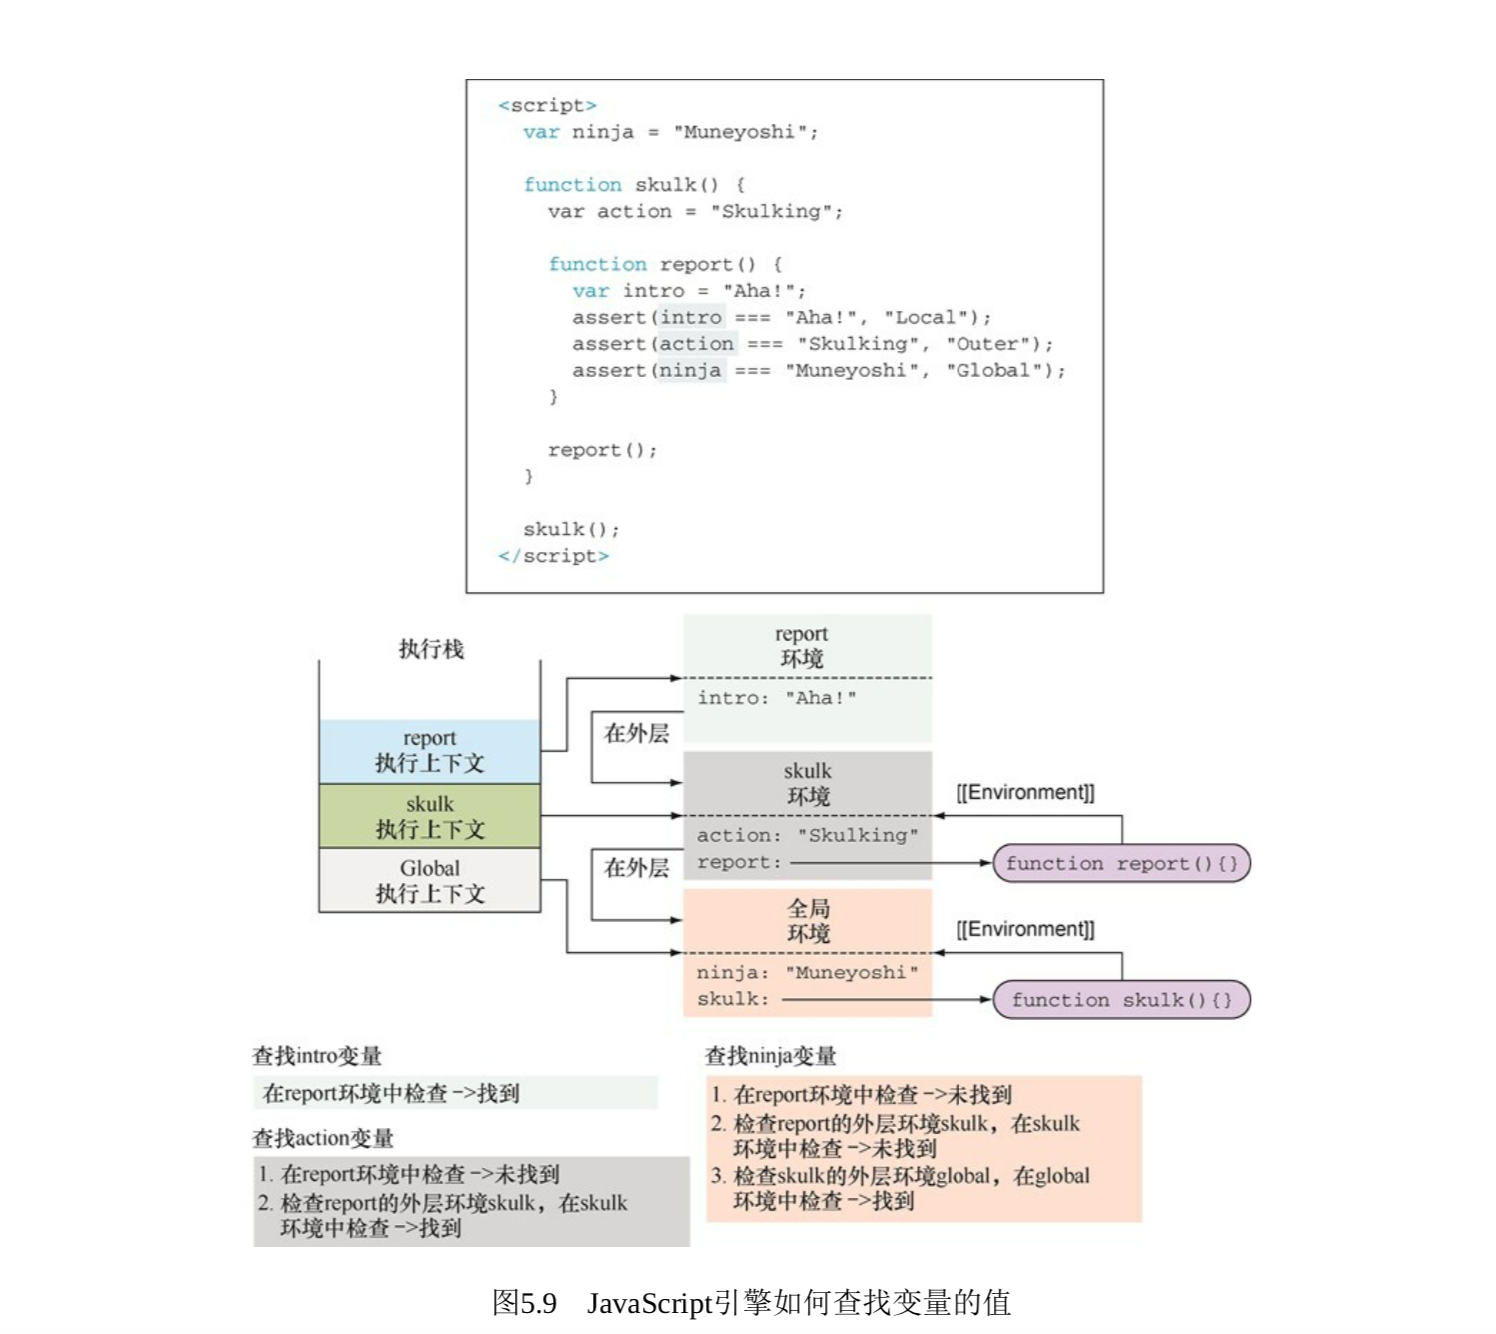 <script>
var ninja = "Muneyoshi";
function skulk() {
var action = "Skulking";
function report() {
var intro = "Aha!";
assert(intro === "Aha!", "Local");
assert(action === "Skulking", "Outer");
assert(ninja === "Muneyoshi", "Global");
}
report();
}
skulk();
</script>
执行栈
report
执行上下文
skulk
执行上下文
Global
执行上下文
report
环境
intro: "Aha!"
在外层
skulk
环境
action: "Skulking"
report:
在外层
全局
环境
ninja: "Muneyoshi"
skulk:
[[Environment]]
function report(){}
[[Environment]]
function skulk(){}
查找intro变量
在report环境中检查->找到
查找action变量
1. 在report环境中检查->未找到
2. 检查report的外层环境skulk，在skulk
环境中检查->找到
查找ninja变量
1. 在report环境中检查->未找到
2. 检查report的外层环境skulk，在skulk
环境中检查->未找到
3. 检查skulk的外层环境global，在global
环境中检查->找到
图5.9 JavaScript引擎如何查找变量的值